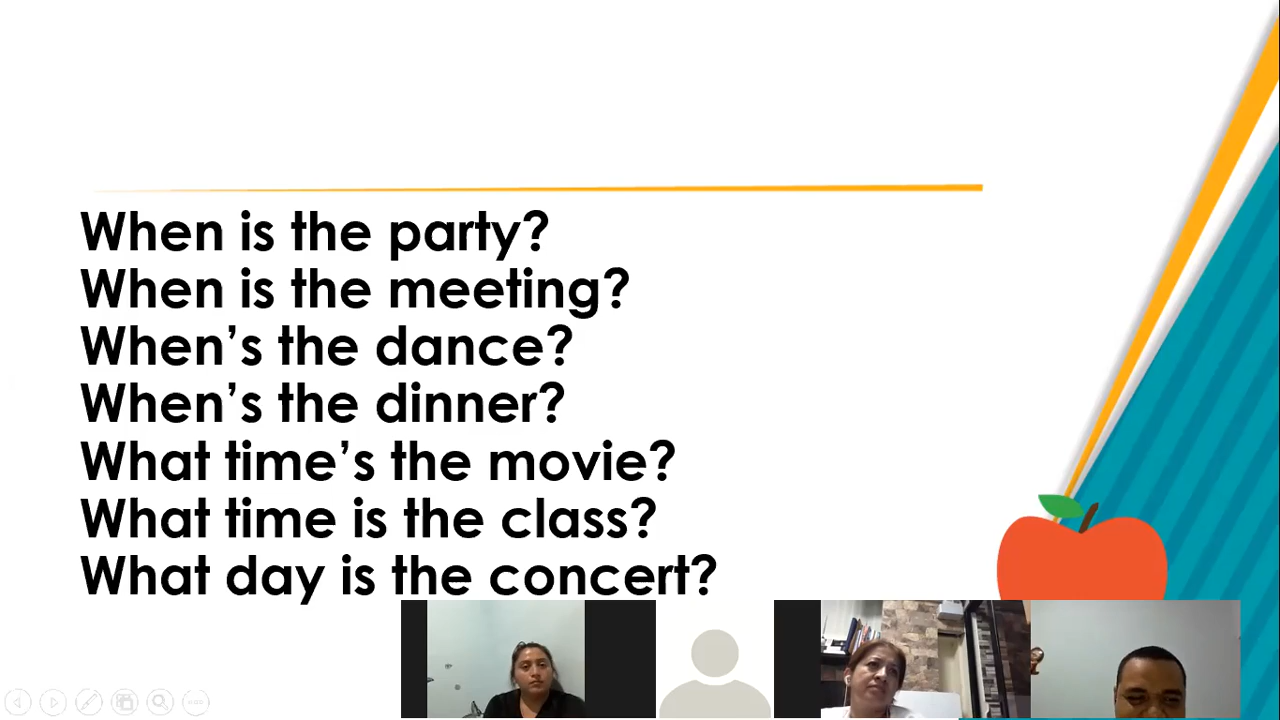 When is the party?
When is the meeting?
When’s the dance?
When’s the dinner?
What time’s the movie?
What time is the class?
What day is the concert?